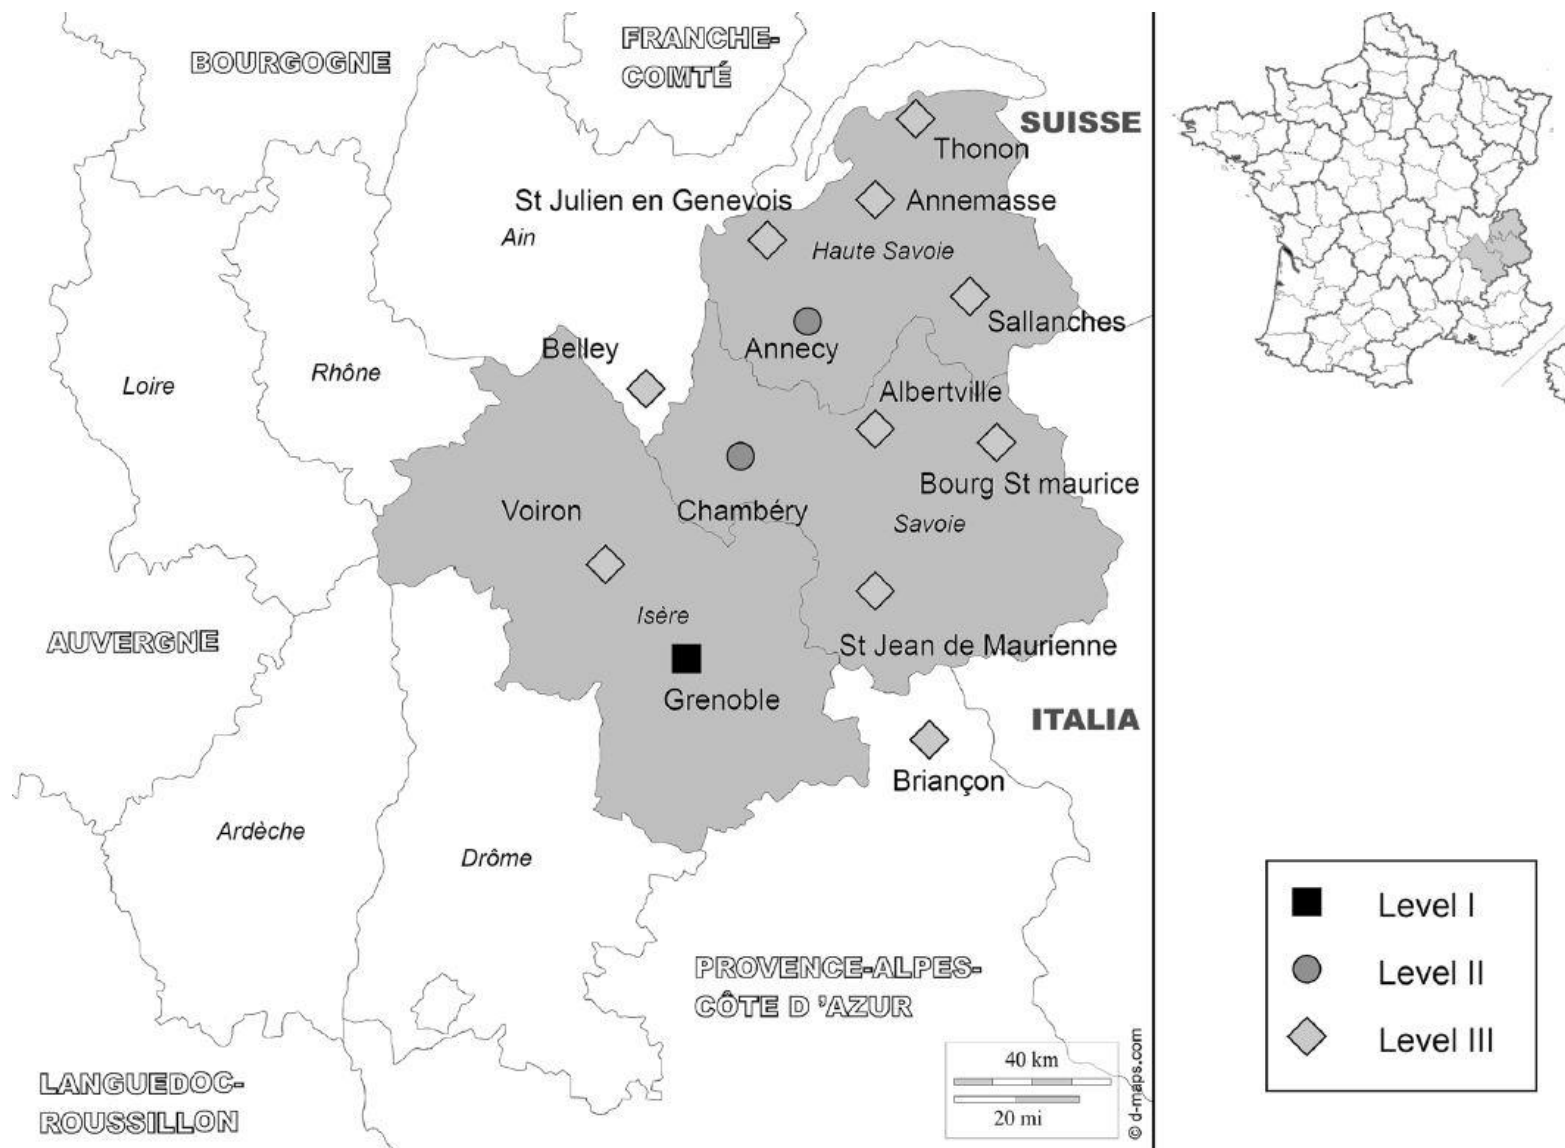 BOURGOGNE
FRANCHE-
COMTÉ
SUISSE
Thonon
St Julien en Genevois
Annemasse
Ain
Haute Savoie
Sallanches
Belley
Annecy
Loire
Rhône
Albertville
Bourg St maurice
Voiron
Chambéry
Savoie
Isère
AUVERGNE
St Jean de Maurienne
Grenoble
ITALIA
Briançon
Ardèche
Drôme
PROVENCE-ALPES-
CÔTE D ’AZUR
LANGUEDOC-
ROUSSILLON
40 km
20 mi
© d-maps.com
Level I
Level II
Level III